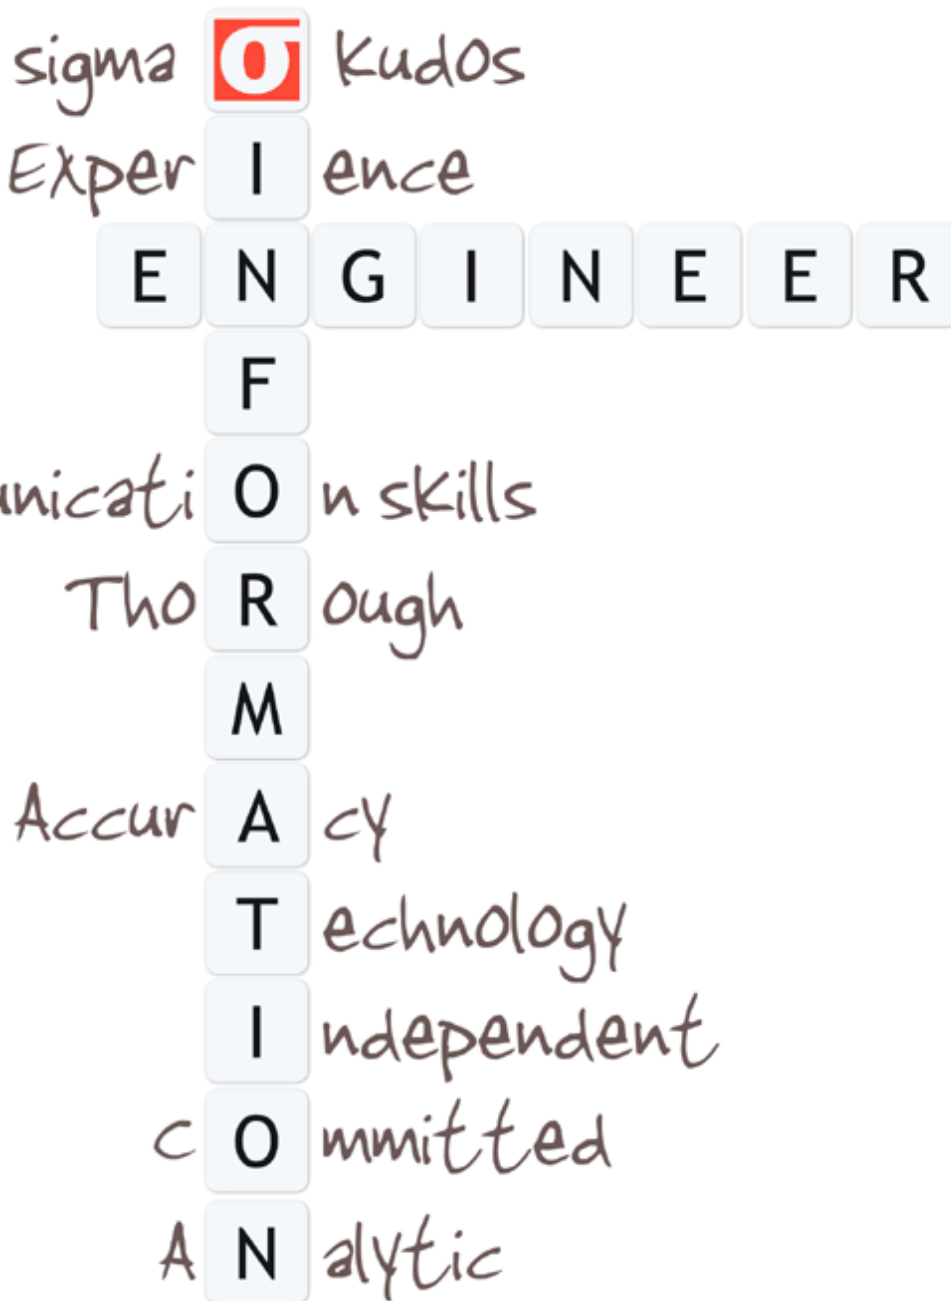 sigma σ Kudos
Experience
ENGINEER
F
unication skills
Thorough
M
Accuracy
Technology
Independent
Committed
Analytic